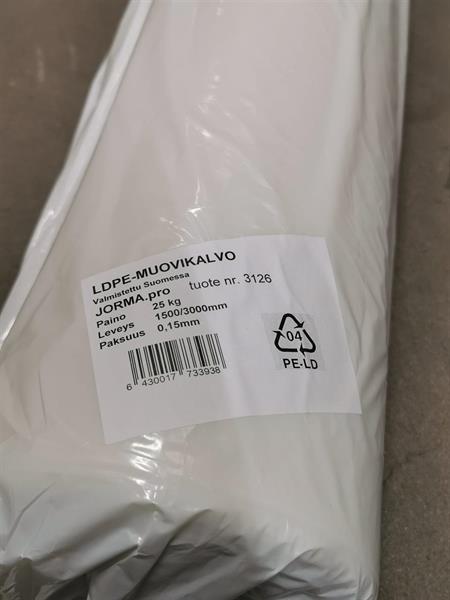 LDPE-MUOVIKALVO
Valmistettu Suomessa
JORMA.pro tuote nr. 3126
Paino 25 kg
Leveys 1500/3000mm
Paksuus 0,15mm
6 430017 733938
04
PE-LD